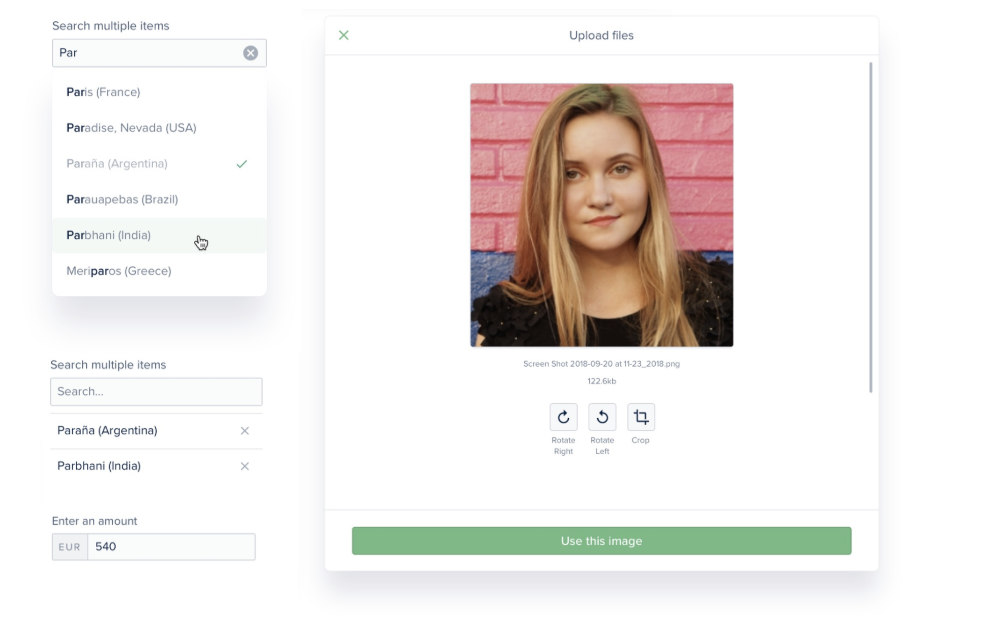 Search multiple items
Par
Paris (France)
Paradise, Nevada (USA)
Paraña (Argentina)
Parauapebas (Brazil)
Parbhani (India)
Meriparos (Greece)
Search multiple items
Search...
Paraña (Argentina)
Parbhani (India)
Enter an amount
EUR 540
Upload files
Screen Shot 2018-09-20 at 11-23_2018.png
122.6kb
Rotate Right
Rotate Left
Crop
Use this image